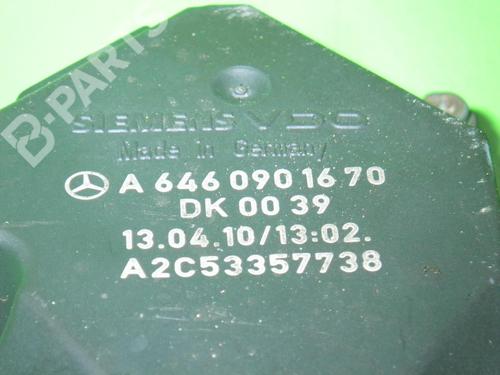 B-PARTS
SIEMENS VDO
Made in Germany
A 646 090 16 70
DK 00 39
13.04.10/13:02.
A2C53357738